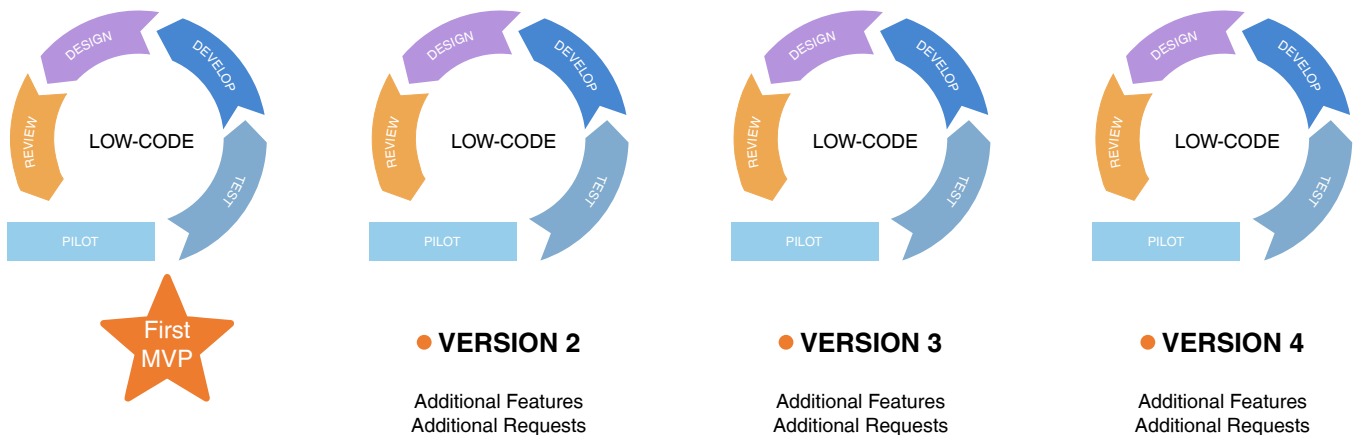 DESIGN
DEVELOP
REVIEW
LOW-CODE
TEST
PILOT
First
MVP
DESIGN
DEVELOP
REVIEW
LOW-CODE
TEST
PILOT
VERSION 2
Additional Features
Additional Requests
DESIGN
DEVELOP
REVIEW
LOW-CODE
TEST
PILOT
VERSION 3
Additional Features
Additional Requests
DESIGN
DEVELOP
REVIEW
LOW-CODE
TEST
PILOT
VERSION 4
Additional Features
Additional Requests